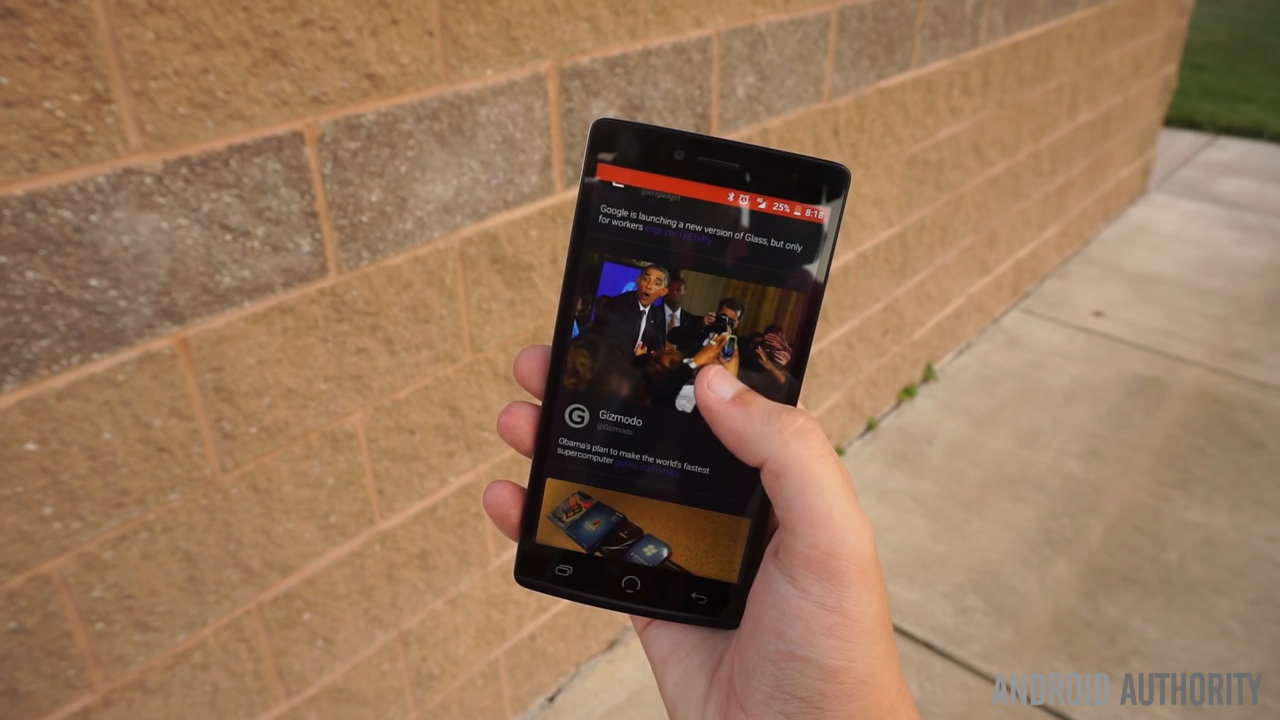 @engadget
25% 8:18
Google is launching a new version of Glass, but only
for workers
G Gizmodo
@Gizmodo
Obama's plan to make the world's fastest
supercomputer
ANDROID AUTHORITY